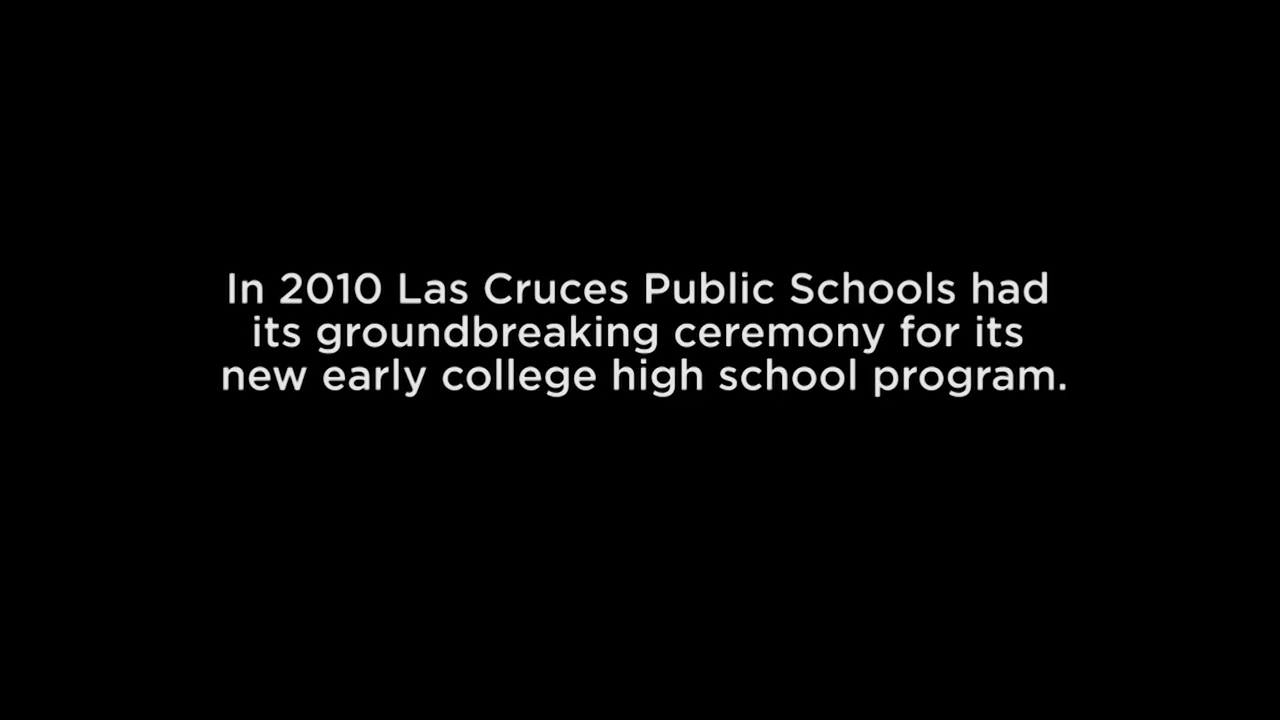 In 2010 Las Cruces Public Schools had
its groundbreaking ceremony for its
new early college high school program.